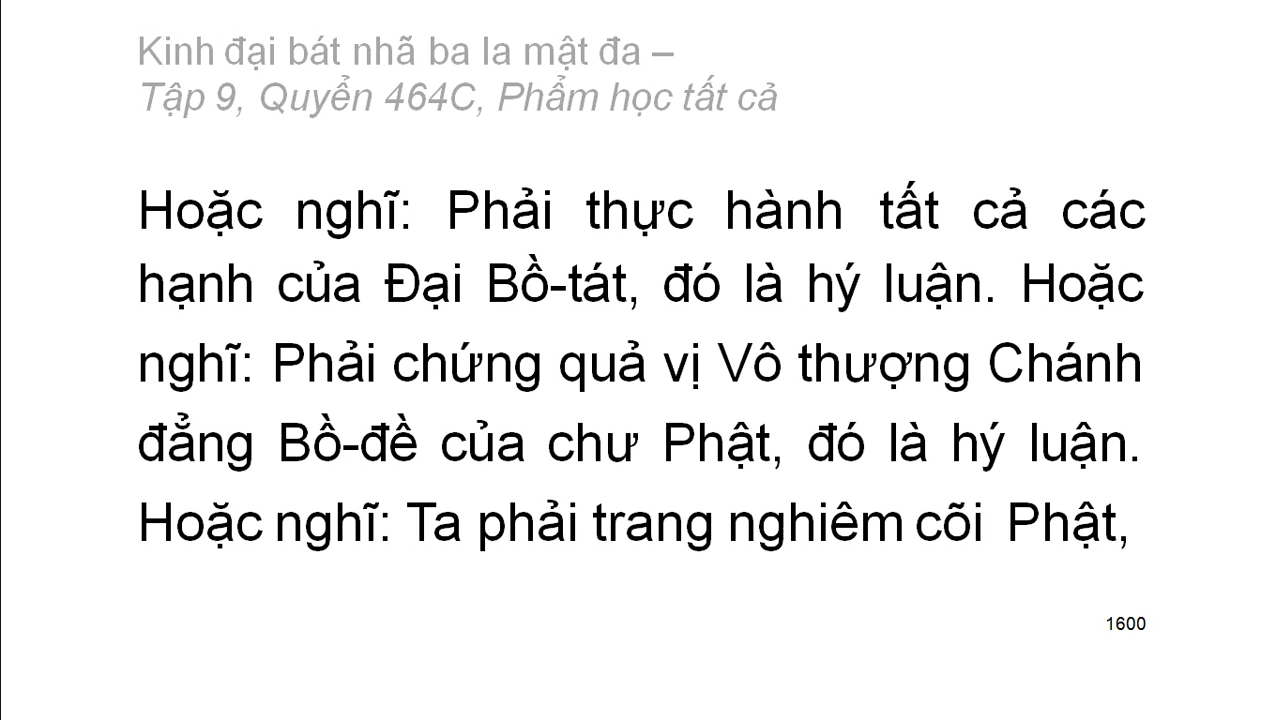 Kinh đại bát nhã ba la mật đa –
Tập 9, Quyển 464C, Phẩm học tất cả
Hoặc nghĩ: Phải thực hành tất cả các
hạnh của Đại Bồ-tát, đó là hý luận. Hoặc
nghĩ: Phải chứng quả vị Vô thượng Chánh
đẳng Bồ-đề của chư Phật, đó là hý luận.
Hoặc nghĩ: Ta phải trang nghiêm cõi Phật,
1600